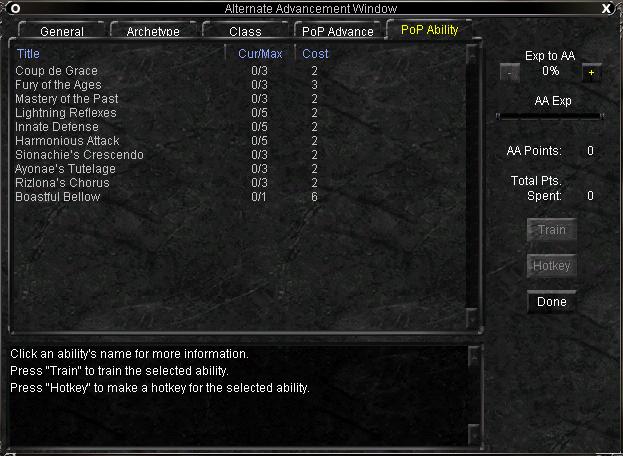 Alternate Advancement Window
General Archetype Class PoP Advance PoP Ability
Title Cur/Max Cost
Coup de Grace 0/3 2
Fury of the Ages 0/3 3
Mastery of the Past 0/3 2
Lightning Reflexes 0/5 2
Innate Defense 0/5 2
Harmonious Attack 0/5 2
Sionachie's Crescendo 0/3 2
Ayonae's Tutelage 0/3 2
Rizlona's Chorus 0/3 2
Boastful Bellow 0/1 6
Exp to AA
- 0% +
AA Exp
AA Points: 0
Total Pts.
Spent: 0
Train
Hotkey
Done
Click an ability's name for more information.
Press "Train" to train the selected ability.
Press "Hotkey" to make a hotkey for the selected ability.